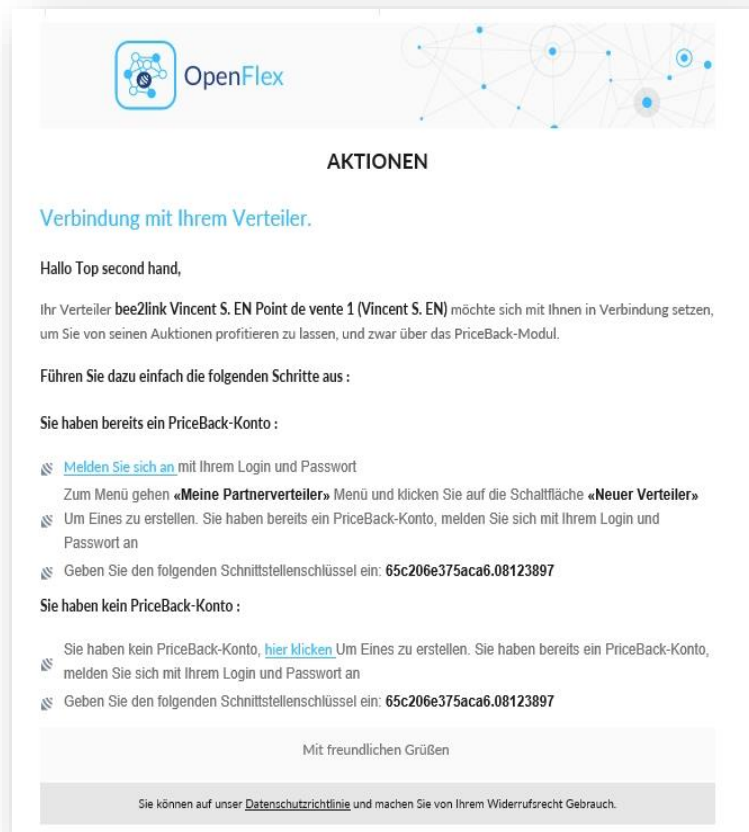 OpenFlex
AKTIONEN
Verbindung mit Ihrem Verteiler.
Hallo Top second hand,
Ihr Verteiler bee2link Vincent S. EN Point de vente 1 (Vincent S. EN) möchte sich mit Ihnen in Verbindung setzen,
um Sie von seinen Auktionen profitieren zu lassen, und zwar über das PriceBack-Modul.
Führen Sie dazu einfach die folgenden Schritte aus :
Sie haben bereits ein PriceBack-Konto :
Melden Sie sich an mit Ihrem Login und Passwort
Zum Menü gehen «Meine Partnerverteiler» Menü und klicken Sie auf die Schaltfläche «Neuer Verteiler»
Um Eines zu erstellen. Sie haben bereits ein PriceBack-Konto, melden Sie sich mit Ihrem Login und
Passwort an
Geben Sie den folgenden Schnittstellenschlüssel ein: 65c206e375aca6.08123897
Sie haben kein PriceBack-Konto :
Sie haben kein PriceBack-Konto, hier klicken Um Eines zu erstellen. Sie haben bereits ein PriceBack-Konto,
melden Sie sich mit Ihrem Login und Passwort an
Geben Sie den folgenden Schnittstellenschlüssel ein: 65c206e375aca6.08123897
Mit freundlichen Grüßen
Sie können auf unser Datenschutzrichtlinie und machen Sie von Ihrem Widerrufsrecht Gebrauch.